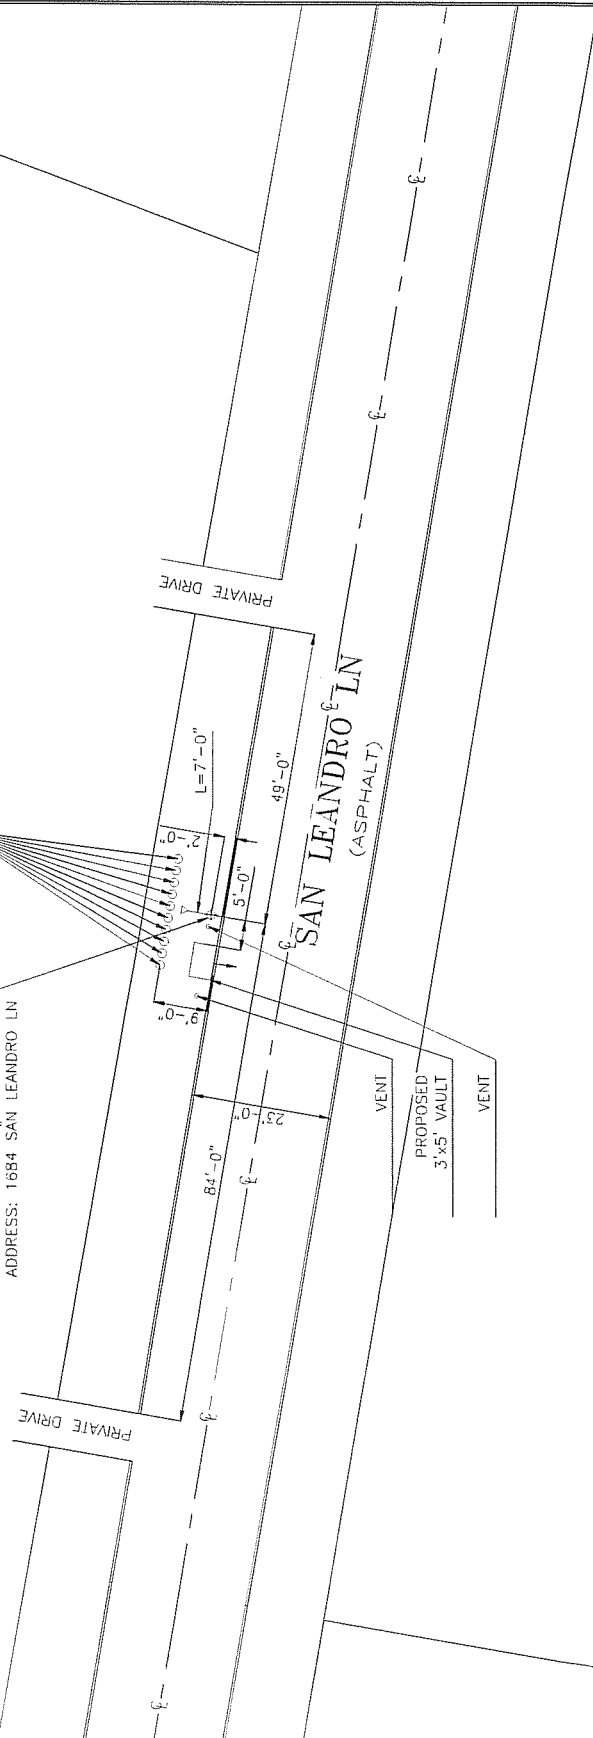 ADDRESS: 1684 SAN LEANDRO LN
PRIVATE DRIVE
PRIVATE DRIVE
L=7'-0"
2'-0"
5'-0"
49'-0"
9'-0"
23'-0"
84'-0"
SAN LEANDRO LN
(ASPHALT)
VENT
PROPOSED
3'x5' VAULT
VENT
℄
℄
℄
℄
℄
℄
℄